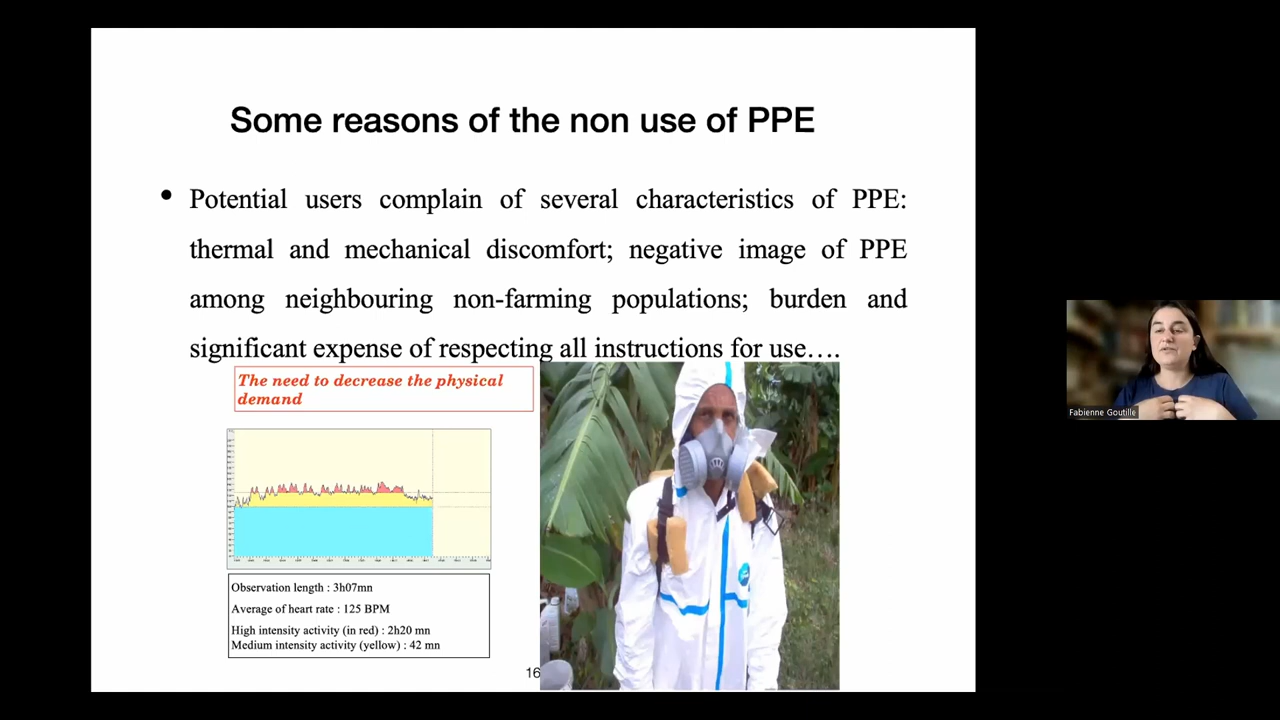 Some reasons of the non use of PPE
• Potential users complain of several characteristics of PPE:
thermal and mechanical discomfort; negative image of PPE
among neighbouring non-farming populations; burden and
significant expense of respecting all instructions for use….
The need to decrease the physical
demand
Observation length : 3h07mn
Average of heart rate : 125 BPM
High intensity activity (in red) : 2h20 mn
Medium intensity activity (yellow) : 42 mn
16
Fabienne Goutille